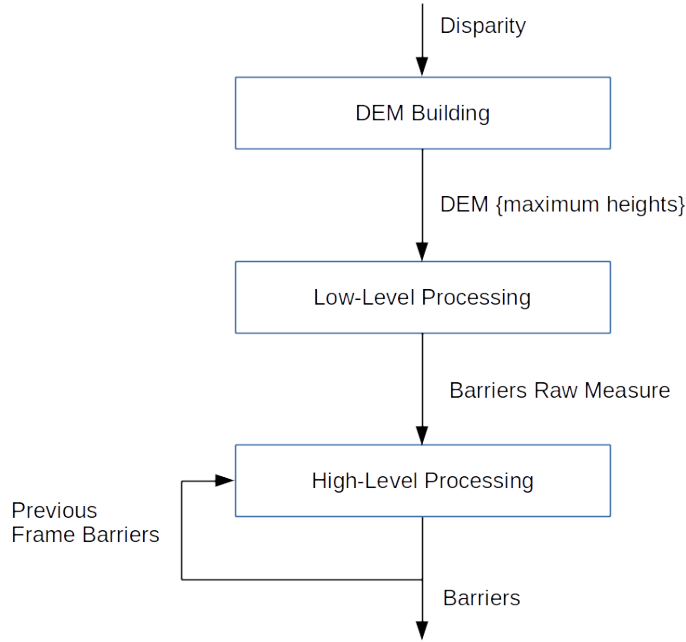 Disparity
DEM Building
DEM {maximum heights}
Low-Level Processing
Barriers Raw Measure
High-Level Processing
Previous
Frame Barriers
Barriers